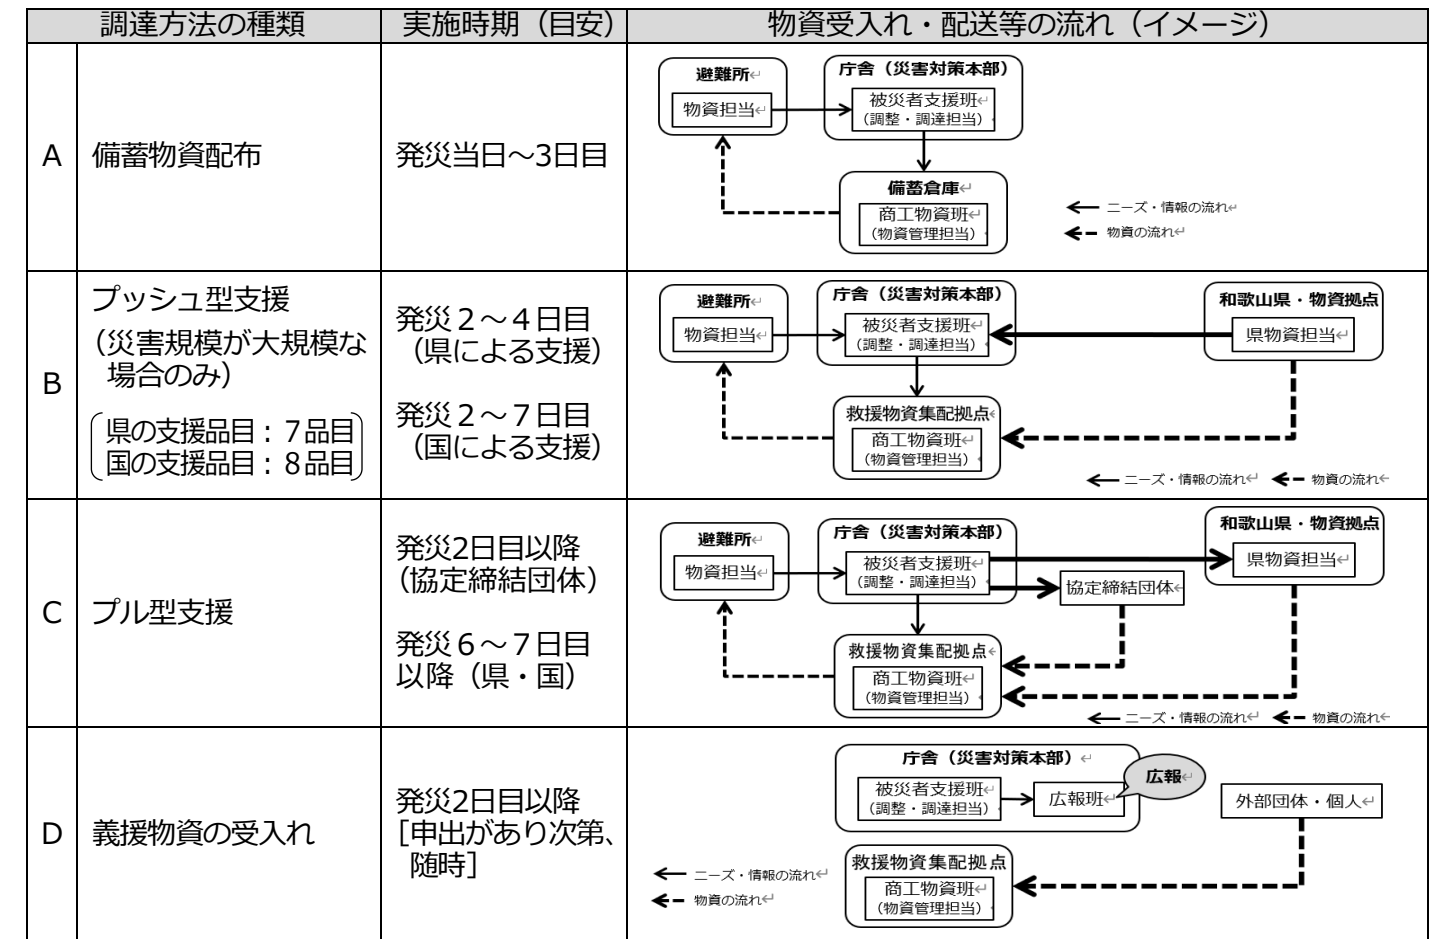 調達方法の種類
実施時期（目安）
物資受入れ・配送等の流れ（イメージ）
A
備蓄物資配布
発災当日～3日目
避難所
物資担当
庁舎（災害対策本部）
被災者支援班
（調整・調達担当）
備蓄倉庫
商工物資班
（物資管理担当）
ニーズ・情報の流れ
物資の流れ
B
プッシュ型支援
（災害規模が大規模な
場合のみ）
県の支援品目：７品目
国の支援品目：８品目
発災２～４日目
（県による支援）
発災２～７日目
（国による支援）
避難所
物資担当
庁舎（災害対策本部）
被災者支援班
（調整・調達担当）
和歌山県・物資拠点
県物資担当
救援物資集配拠点
商工物資班
（物資管理担当）
ニーズ・情報の流れ
物資の流れ
C
プル型支援
発災2日目以降
（協定締結団体）
発災６～７日目
以降（県・国）
避難所
物資担当
庁舎（災害対策本部）
被災者支援班
（調整・調達担当）
和歌山県・物資拠点
県物資担当
協定締結団体
救援物資集配拠点
商工物資班
（物資管理担当）
ニーズ・情報の流れ
物資の流れ
D
義援物資の受入れ
発災2日目以降
[申出があり次第、
随時]
庁舎（災害対策本部）
被災者支援班
（調整・調達担当）
広報班
広報
外部団体・個人
救援物資集配拠点
商工物資班
（物資管理担当）
ニーズ・情報の流れ
物資の流れ